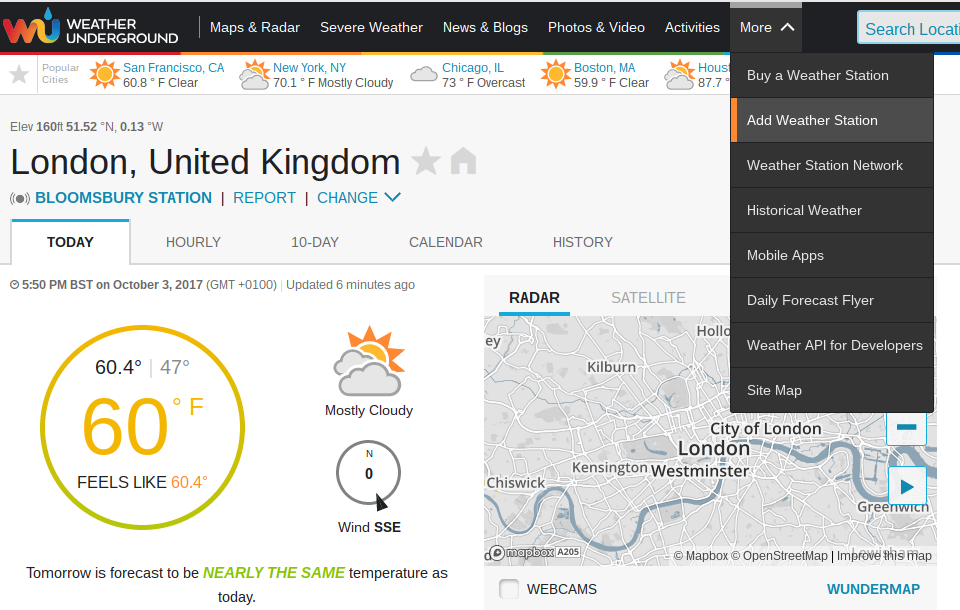 WEATHER UNDERGROUND
Maps & Radar
Severe Weather
News & Blogs
Photos & Video
Activities
More
Search Locati
Popular Cities
San Francisco, CA
60.8 ° F Clear
New York, NY
70.1 ° F Mostly Cloudy
Chicago, IL
73 ° F Overcast
Boston, MA
59.9 ° F Clear
Houst
87.7 °
Buy a Weather Station
Add Weather Station
Weather Station Network
Historical Weather
Mobile Apps
Daily Forecast Flyer
Weather API for Developers
Site Map
Elev 160ft 51.52 °N, 0.13 °W
London, United Kingdom
BLOOMSBURY STATION | REPORT | CHANGE
TODAY
HOURLY
10-DAY
CALENDAR
HISTORY
5:50 PM BST on October 3, 2017 (GMT +0100) | Updated 6 minutes ago
60.4° | 47°
60 ° F
FEELS LIKE 60.4°
Mostly Cloudy
N
0
Wind SSE
Tomorrow is forecast to be NEARLY THE SAME temperature as
today.
RADAR
SATELLITE
Hollo
ey
Kilburn
City of London
London
Kensington
Westminster
Chiswick
Greenwich
Lewisham
d
mapbox
A205
© Mapbox © OpenStreetMap | Improve this map
WEBCAMS
WUNDERMAP